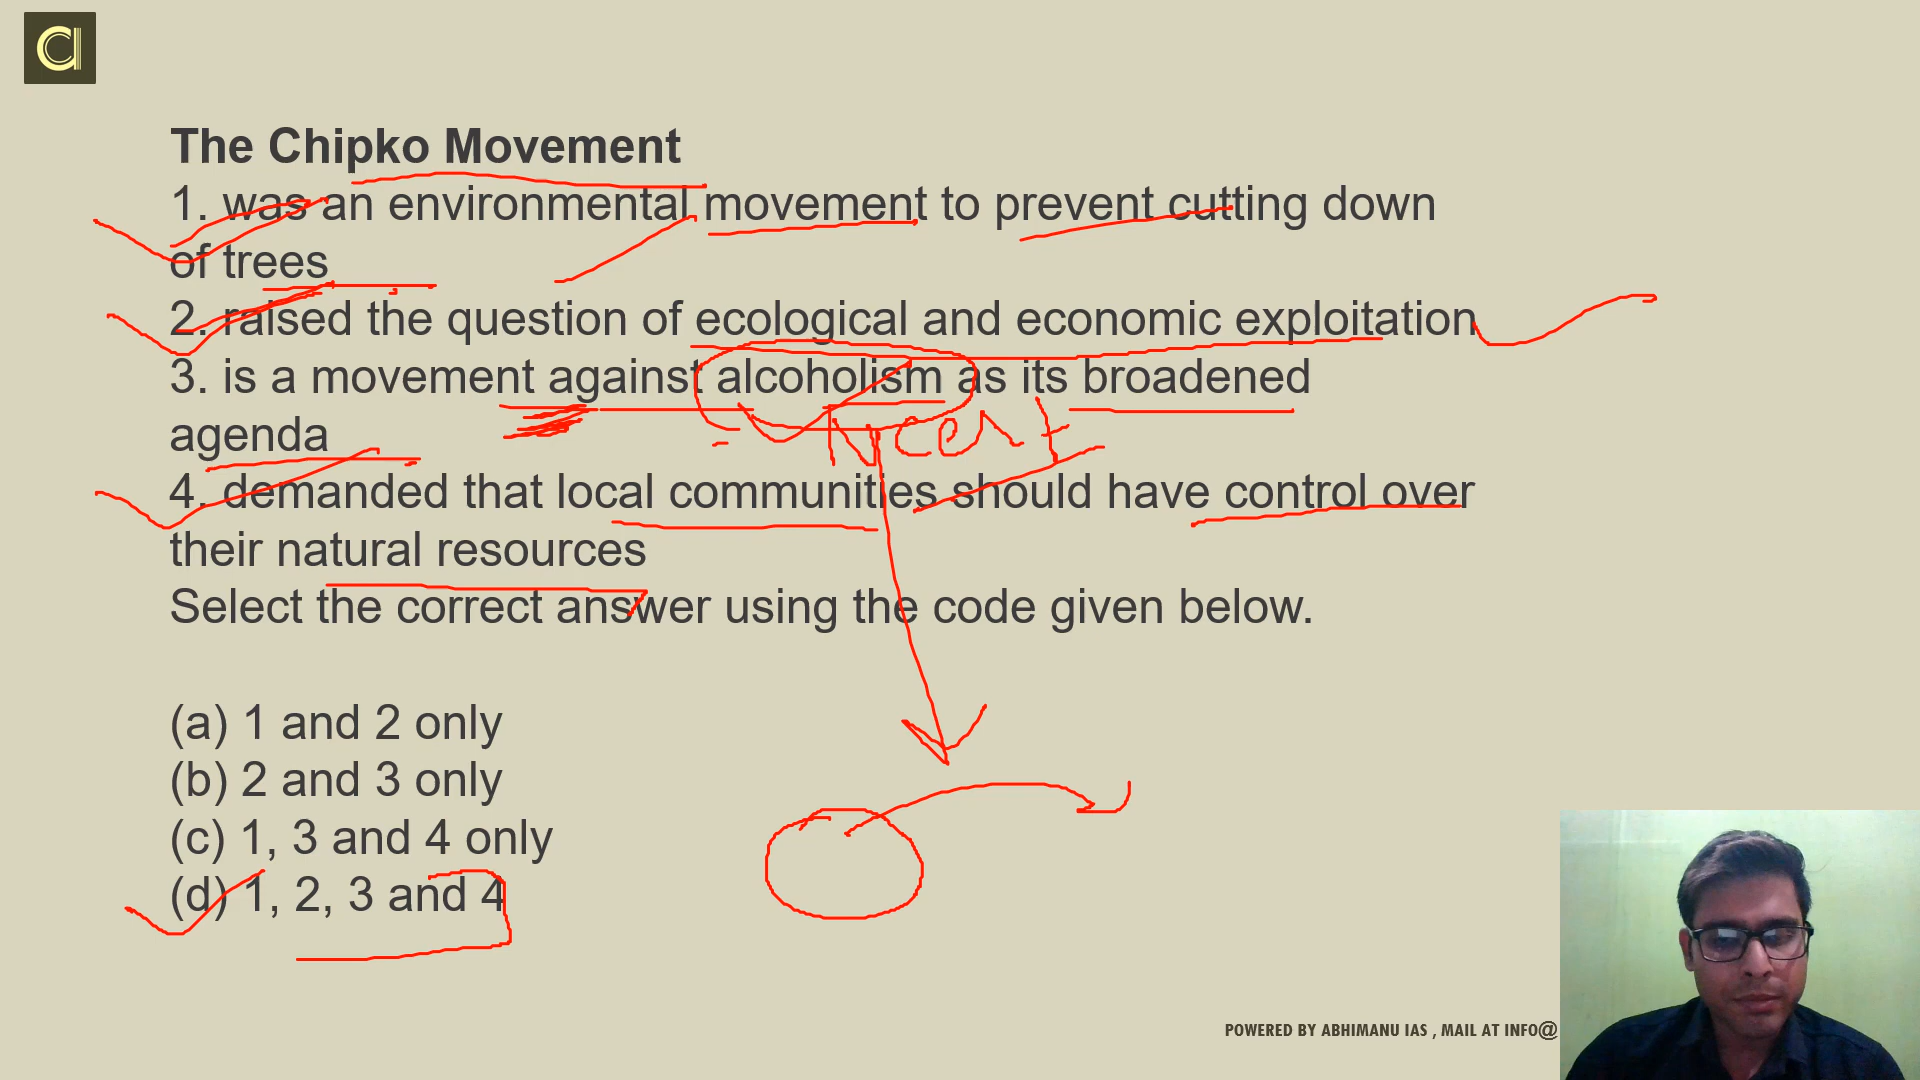 The Chipko Movement
1. was an environmental movement to prevent cutting down
of trees
2. raised the question of ecological and economic exploitation
3. is a movement against alcoholism as its broadened
agenda
4. demanded that local communities should have control over
their natural resources
Select the correct answer using the code given below.
(a) 1 and 2 only
(b) 2 and 3 only
(c) 1, 3 and 4 only
(d) 1, 2, 3 and 4
POWERED BY ABHIMANU IAS , MAIL AT INFO@